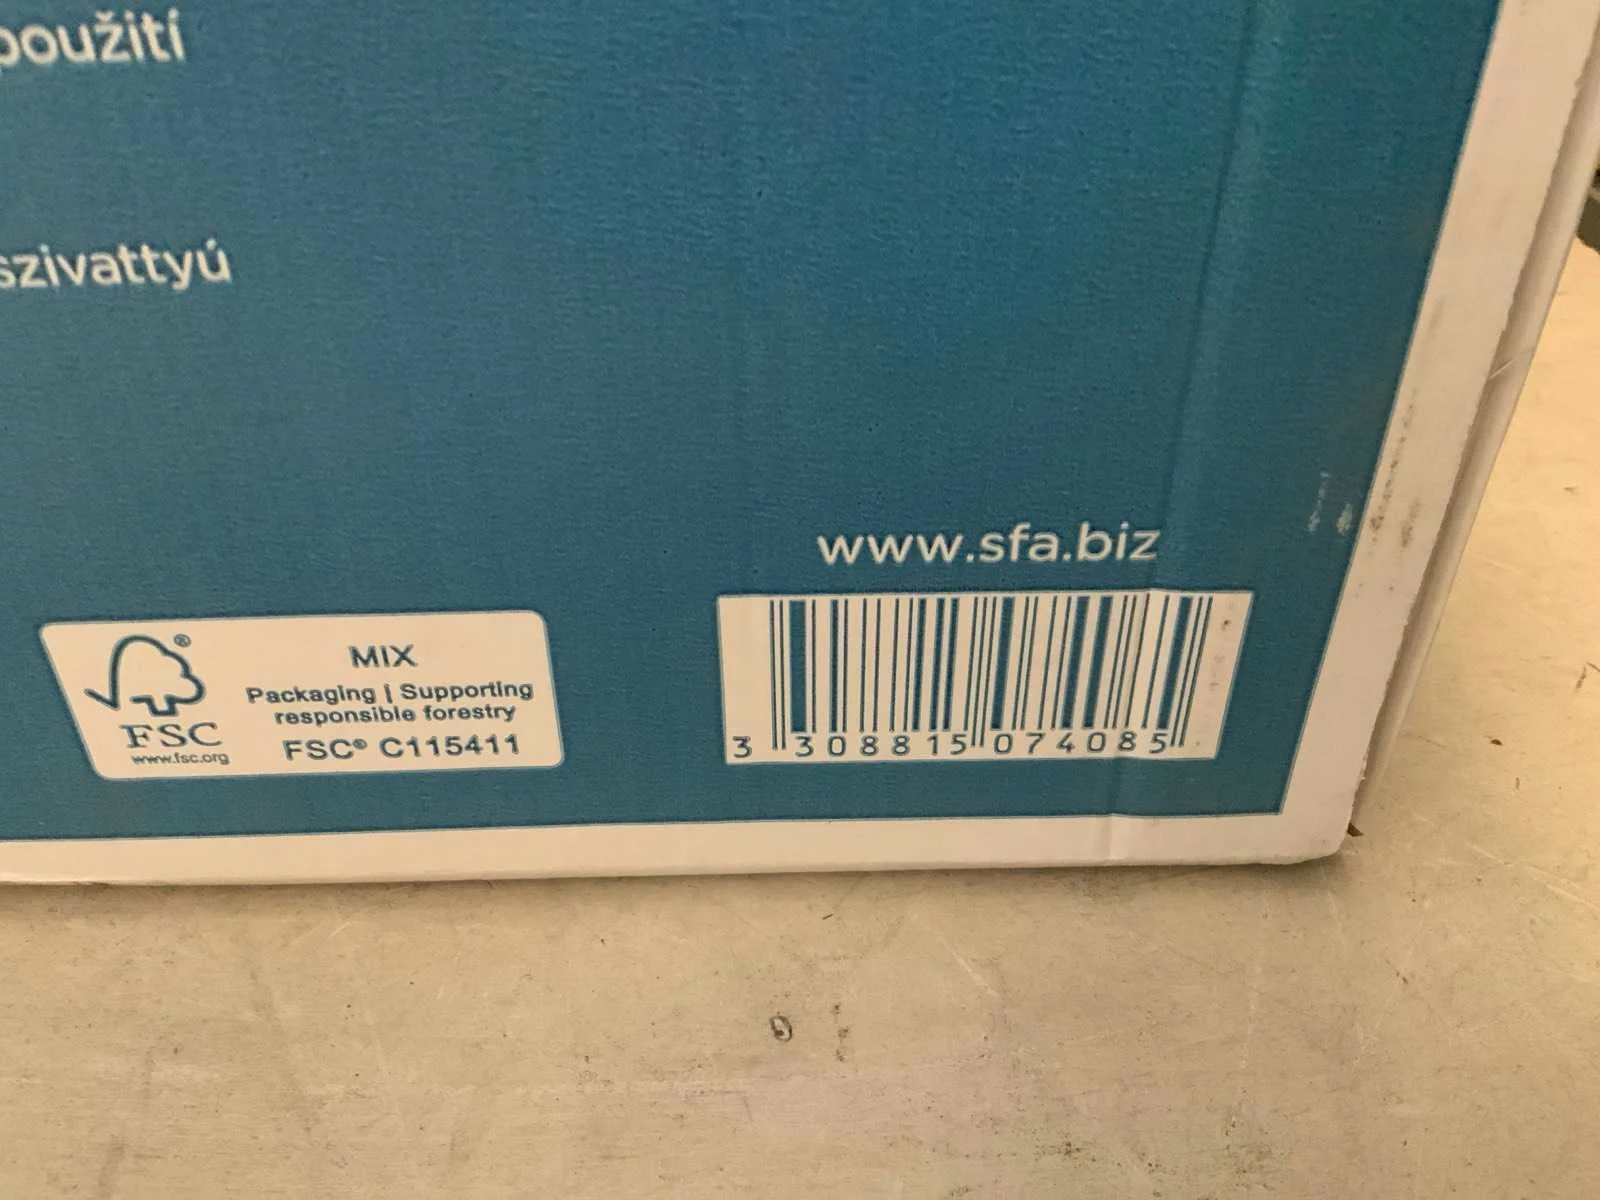 použití
szivattyú
www.sfa.biz
®
FSC
www.fsc.org
MIX
Packaging | Supporting
responsible forestry
FSC® C115411
3 308815 074085